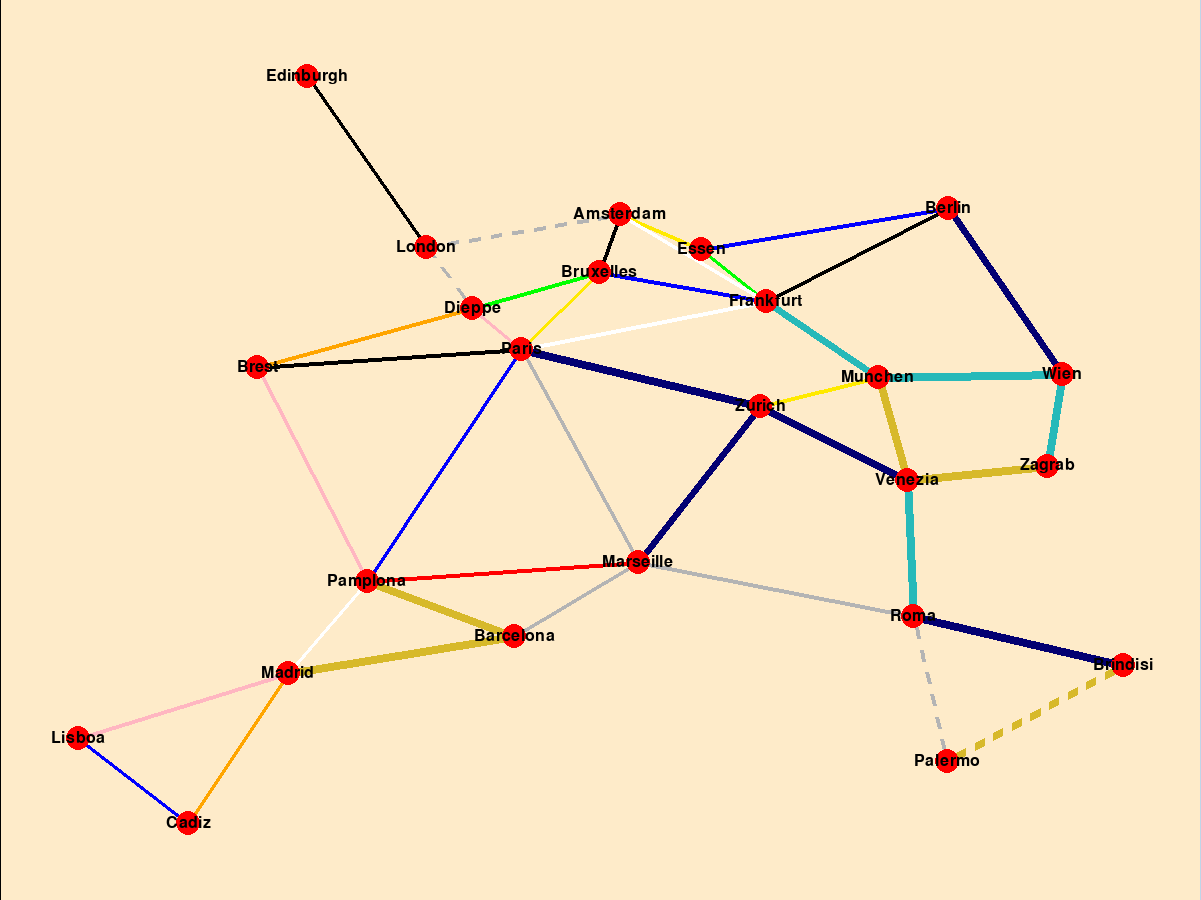 Edinburgh
Berlin
Amsterdam
London
Essen
Bruxelles
Frankfurt
Dieppe
Paris
Brest
Wien
Munchen
Zurich
Zagrab
Venezia
Marseille
Pamplona
Roma
Barcelona
Brindisi
Madrid
Lisboa
Palermo
Cadiz